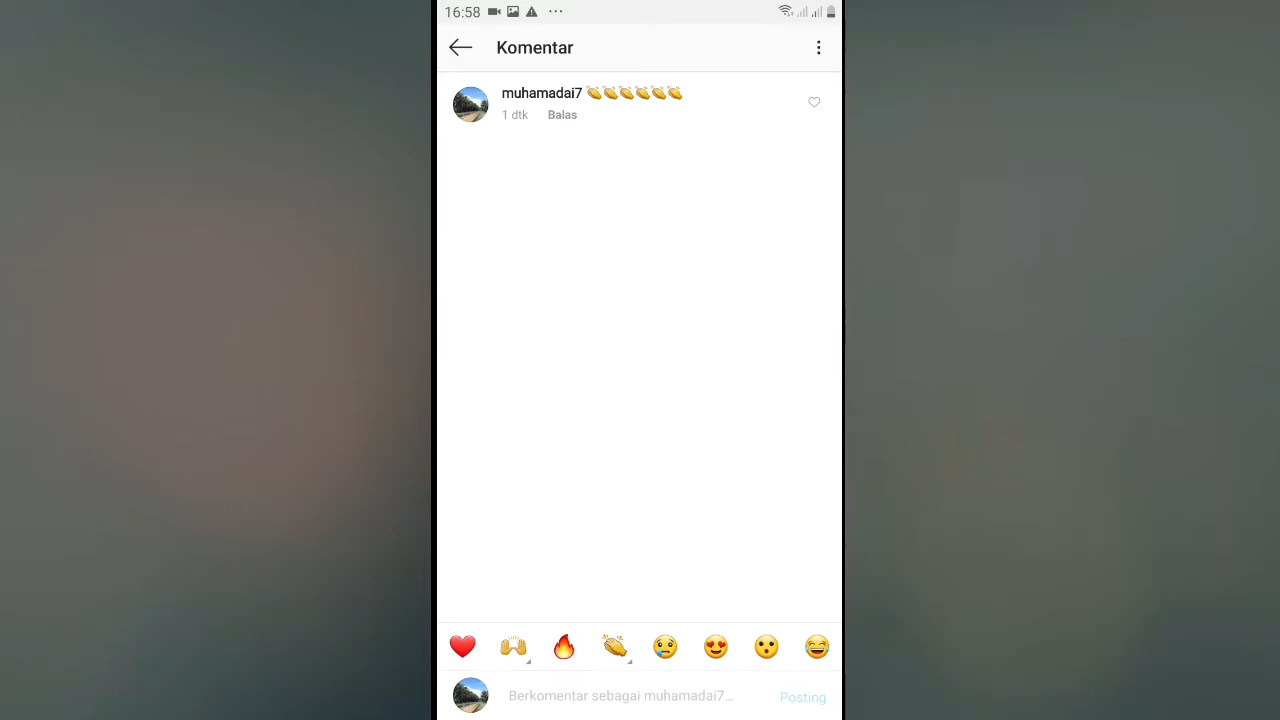 16:58
Komentar
muhamadai7 👏👏👏👏👏👏
1 dtk Balas
Berkomentar sebagai muhamadai7...
Posting